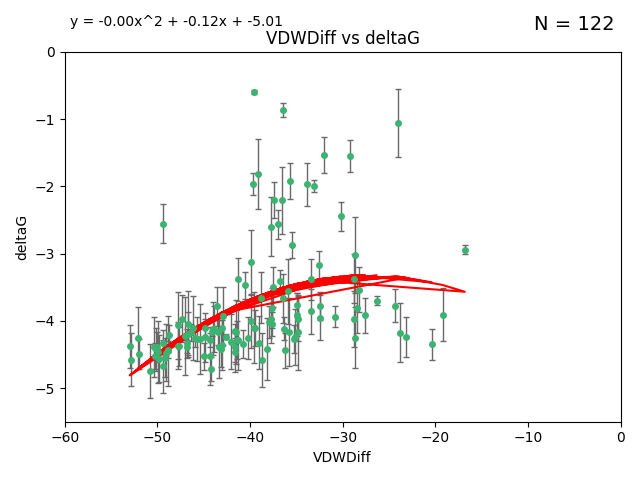 y = -0.00x^2 + -0.12x + -5.01
N = 122
VDWDiff vs deltaG
0
−1
−2
−3
−4
−5
deltaG
−60
−50
−40
−30
−20
−10
0
VDWDiff